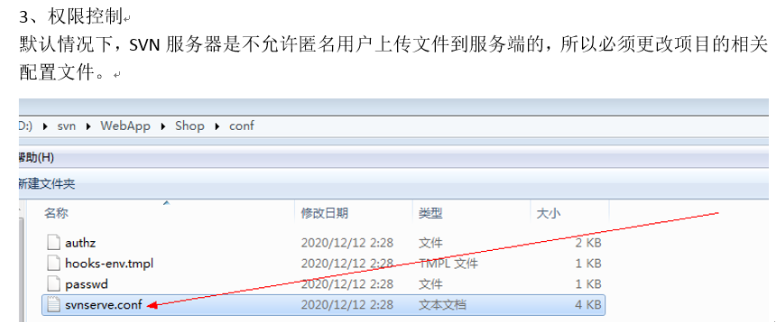 3、权限控制
默认情况下，SVN 服务器是不允许匿名用户上传文件到服务端的，所以必须更改项目的相关
配置文件。
D:) ▸ svn ▸ WebApp ▸ Shop ▸ conf
帮助(H)
新建文件夹
名称 修改日期 类型 大小
authz 2020/12/12 2:28 文件 2 KB
hooks-env.tmpl 2020/12/12 2:28 TMPL 文件 1 KB
passwd 2020/12/12 2:28 文件 1 KB
svnserve.conf 2020/12/12 2:28 文本文档 4 KB